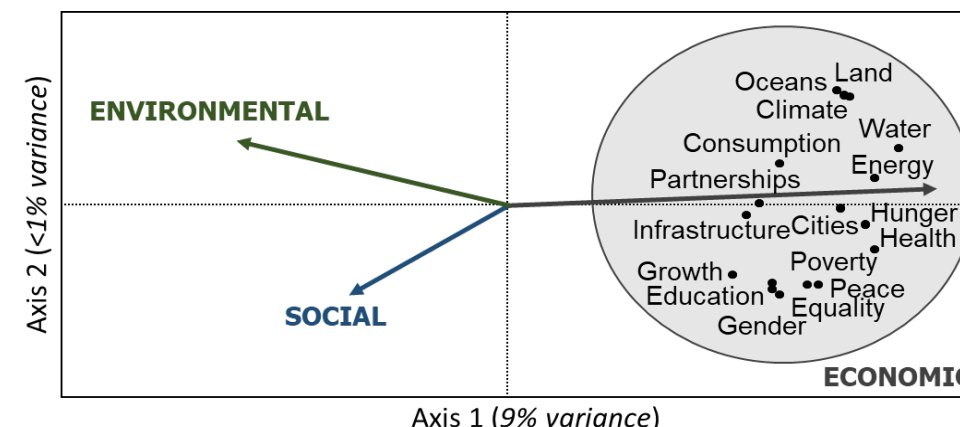 Oceans Land
Climate
ENVIRONMENTAL
Water
Consumption
Energy
Partnerships
Hunger
Infrastructure Cities
Health
Poverty
Growth
Education
Peace
Equality
SOCIAL
Gender
ECONOMIC
Axis 2 (<1% variance)
Axis 1 (9% variance)